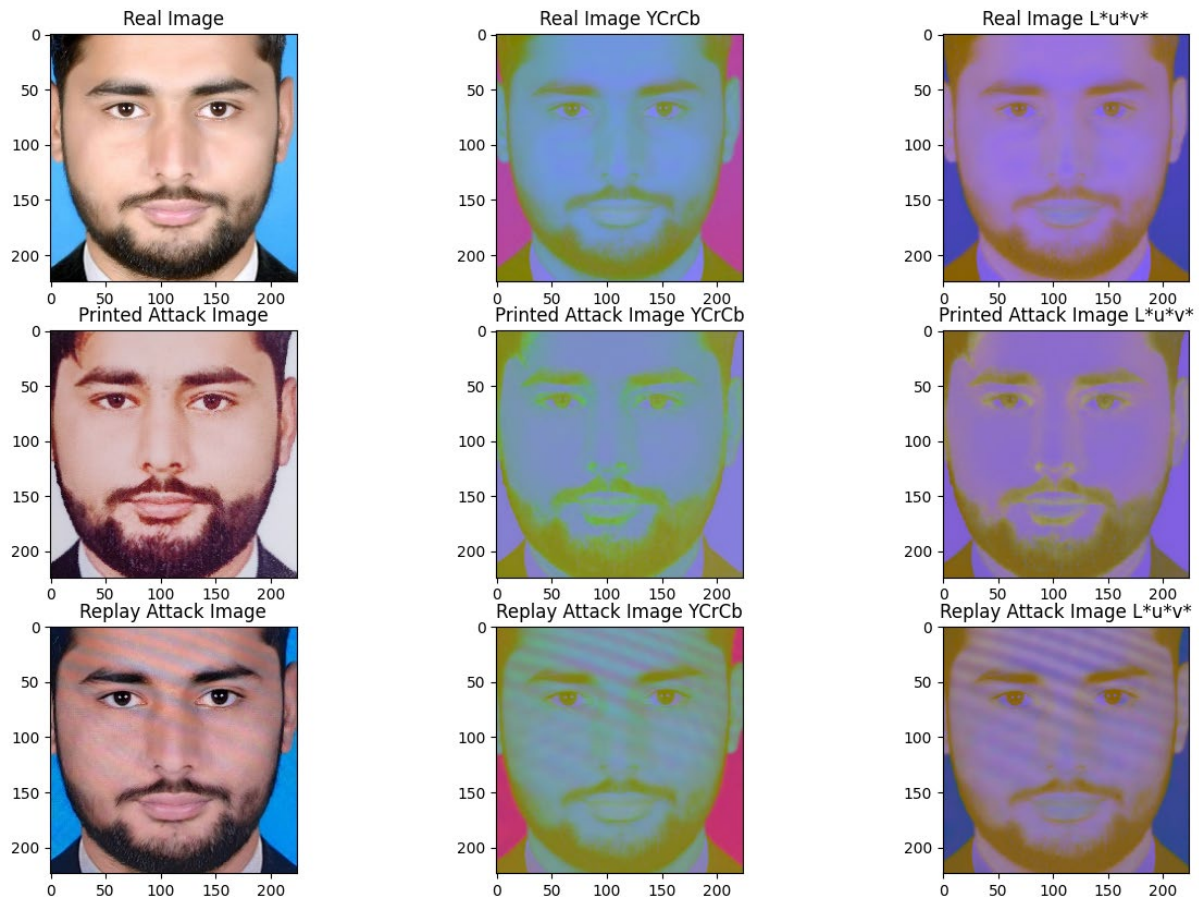 Real Image
Real Image YCrCb
Real Image L*u*v*
0
50
100
150
200
0 50 100 150 200
0
50
100
150
200
0 50 100 150 200
0
50
100
150
200
0 50 100 150 200
Printed Attack Image
Printed Attack Image YCrCb
Printed Attack Image L*u*v*
0
50
100
150
200
0 50 100 150 200
0
50
100
150
200
0 50 100 150 200
0
50
100
150
200
0 50 100 150 200
Replay Attack Image
Replay Attack Image YCrCb
Replay Attack Image L*u*v*
0
50
100
150
200
0 50 100 150 200
0
50
100
150
200
0 50 100 150 200
0
50
100
150
200
0 50 100 150 200